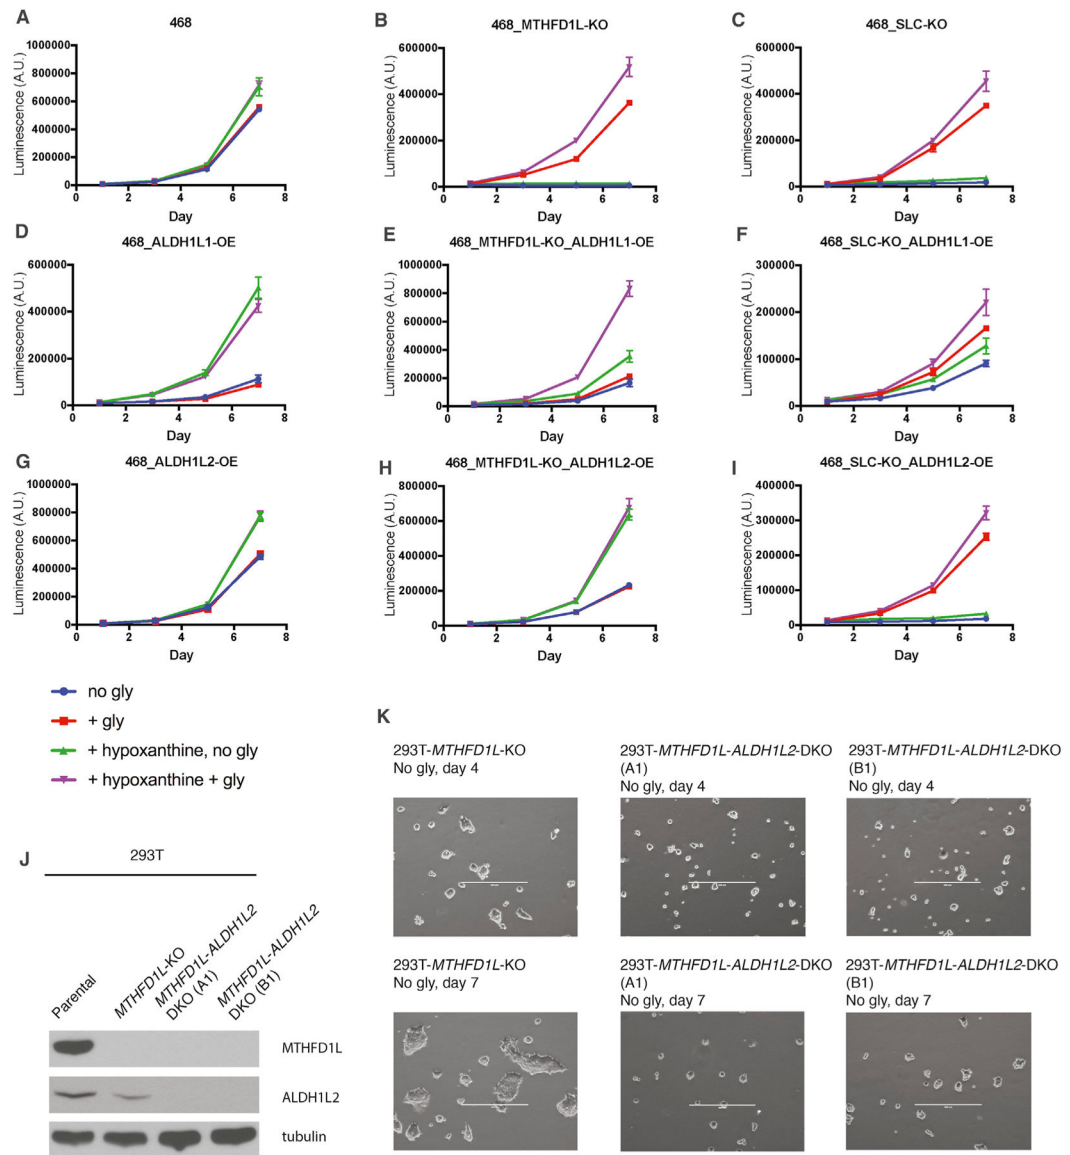 A
468
Luminescence (A.U.)
1000000
800000
600000
400000
200000
0
0 2 4 6 8
Day
B
468_MTHFD1L-KO
Luminescence (A.U.)
600000
400000
200000
0
0 2 4 6 8
Day
C
468_SLC-KO
Luminescence (A.U.)
600000
400000
200000
0
0 2 4 6 8
Day
D
468_ALDH1L1-OE
Luminescence (A.U.)
600000
400000
200000
0
0 2 4 6 8
Day
E
468_MTHFD1L-KO_ALDH1L1-OE
Luminescence (A.U.)
1000000
800000
600000
400000
200000
0
0 2 4 6 8
Day
F
468_SLC-KO_ALDH1L1-OE
Luminescence (A.U.)
300000
200000
100000
0
0 2 4 6 8
Day
G
468_ALDH1L2-OE
Luminescence (A.U.)
1000000
800000
600000
400000
200000
0
0 2 4 6 8
Day
H
468_MTHFD1L-KO_ALDH1L2-OE
Luminescence (A.U.)
800000
600000
400000
200000
0
0 2 4 6 8
Day
I
468_SLC-KO_ALDH1L2-OE
Luminescence (A.U.)
400000
300000
200000
100000
0
0 2 4 6 8
Day
no gly
+ gly
+ hypoxanthine, no gly
+ hypoxanthine + gly
J
293T
Parental
MTHFD1L-KO
MTHFD1L-ALDH1L2
DKO (A1)
MTHFD1L-ALDH1L2
DKO (B1)
MTHFD1L
ALDH1L2
tubulin
K
293T-MTHFD1L-KO
No gly, day 4
293T-MTHFD1L-ALDH1L2-DKO
(A1)
No gly, day 4
293T-MTHFD1L-ALDH1L2-DKO
(B1)
No gly, day 4
293T-MTHFD1L-KO
No gly, day 7
293T-MTHFD1L-ALDH1L2-DKO
(A1)
No gly, day 7
293T-MTHFD1L-ALDH1L2-DKO
(B1)
No gly, day 7